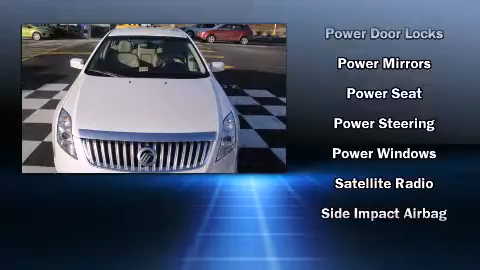 Power Door Locks
Power Mirrors
Power Seat
Power Steering
Power Windows
Satellite Radio
Side Impact Airbag